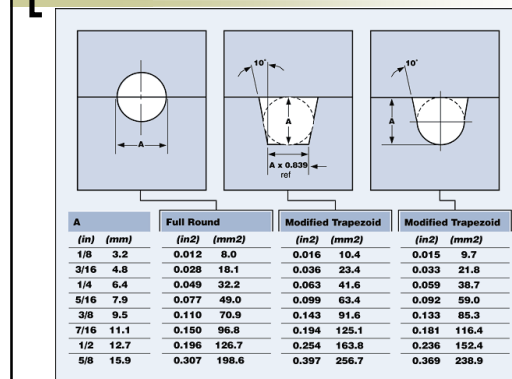 10°
A
A
A x 0.839
ref
10°
A
A
Full Round
Modified Trapezoid
Modified Trapezoid
(in) (mm) (in2) (mm2) (in2) (mm2) (in2) (mm2)
1/8 3.2 0.012 8.0 0.016 10.4 0.015 9.7
3/16 4.8 0.028 18.1 0.036 23.4 0.033 21.8
1/4 6.4 0.049 32.2 0.063 41.6 0.059 38.7
5/16 7.9 0.077 49.0 0.099 63.4 0.092 59.0
3/8 9.5 0.110 70.9 0.143 91.6 0.133 85.3
7/16 11.1 0.150 96.8 0.194 125.1 0.181 116.4
1/2 12.7 0.196 126.7 0.254 163.8 0.236 152.4
5/8 15.9 0.307 198.6 0.397 256.7 0.369 238.9